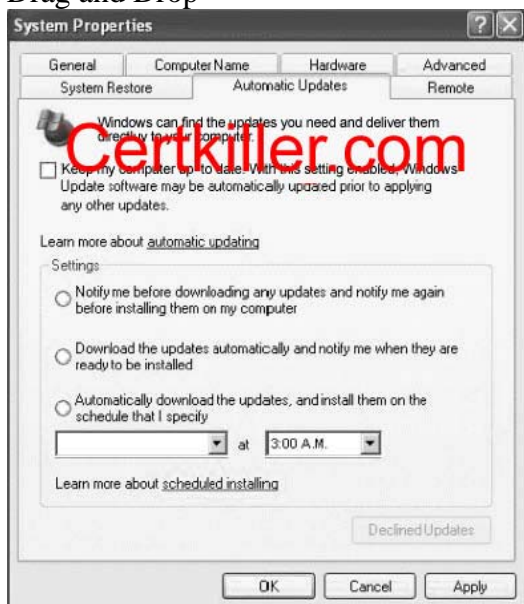 Drag and Drop
System Properties
General
Computer Name
Hardware
Advanced
System Restore
Automatic Updates
Remote
Windows can find the updates you need and deliver them
directly to your computer.
Certkiller.com
Keep my computer up to date. With this setting enabled, Windows
Update software may be automatically updated prior to applying
any other updates.
Learn more about automatic updating
Settings
Notify me before downloading any updates and notify me again
before installing them on my computer
Download the updates automatically and notify me when they are
ready to be installed
Automatically download the updates, and install them on the
schedule that I specify
at 3:00 A.M.
Learn more about scheduled installing
Declined Updates
OK
Cancel
Apply